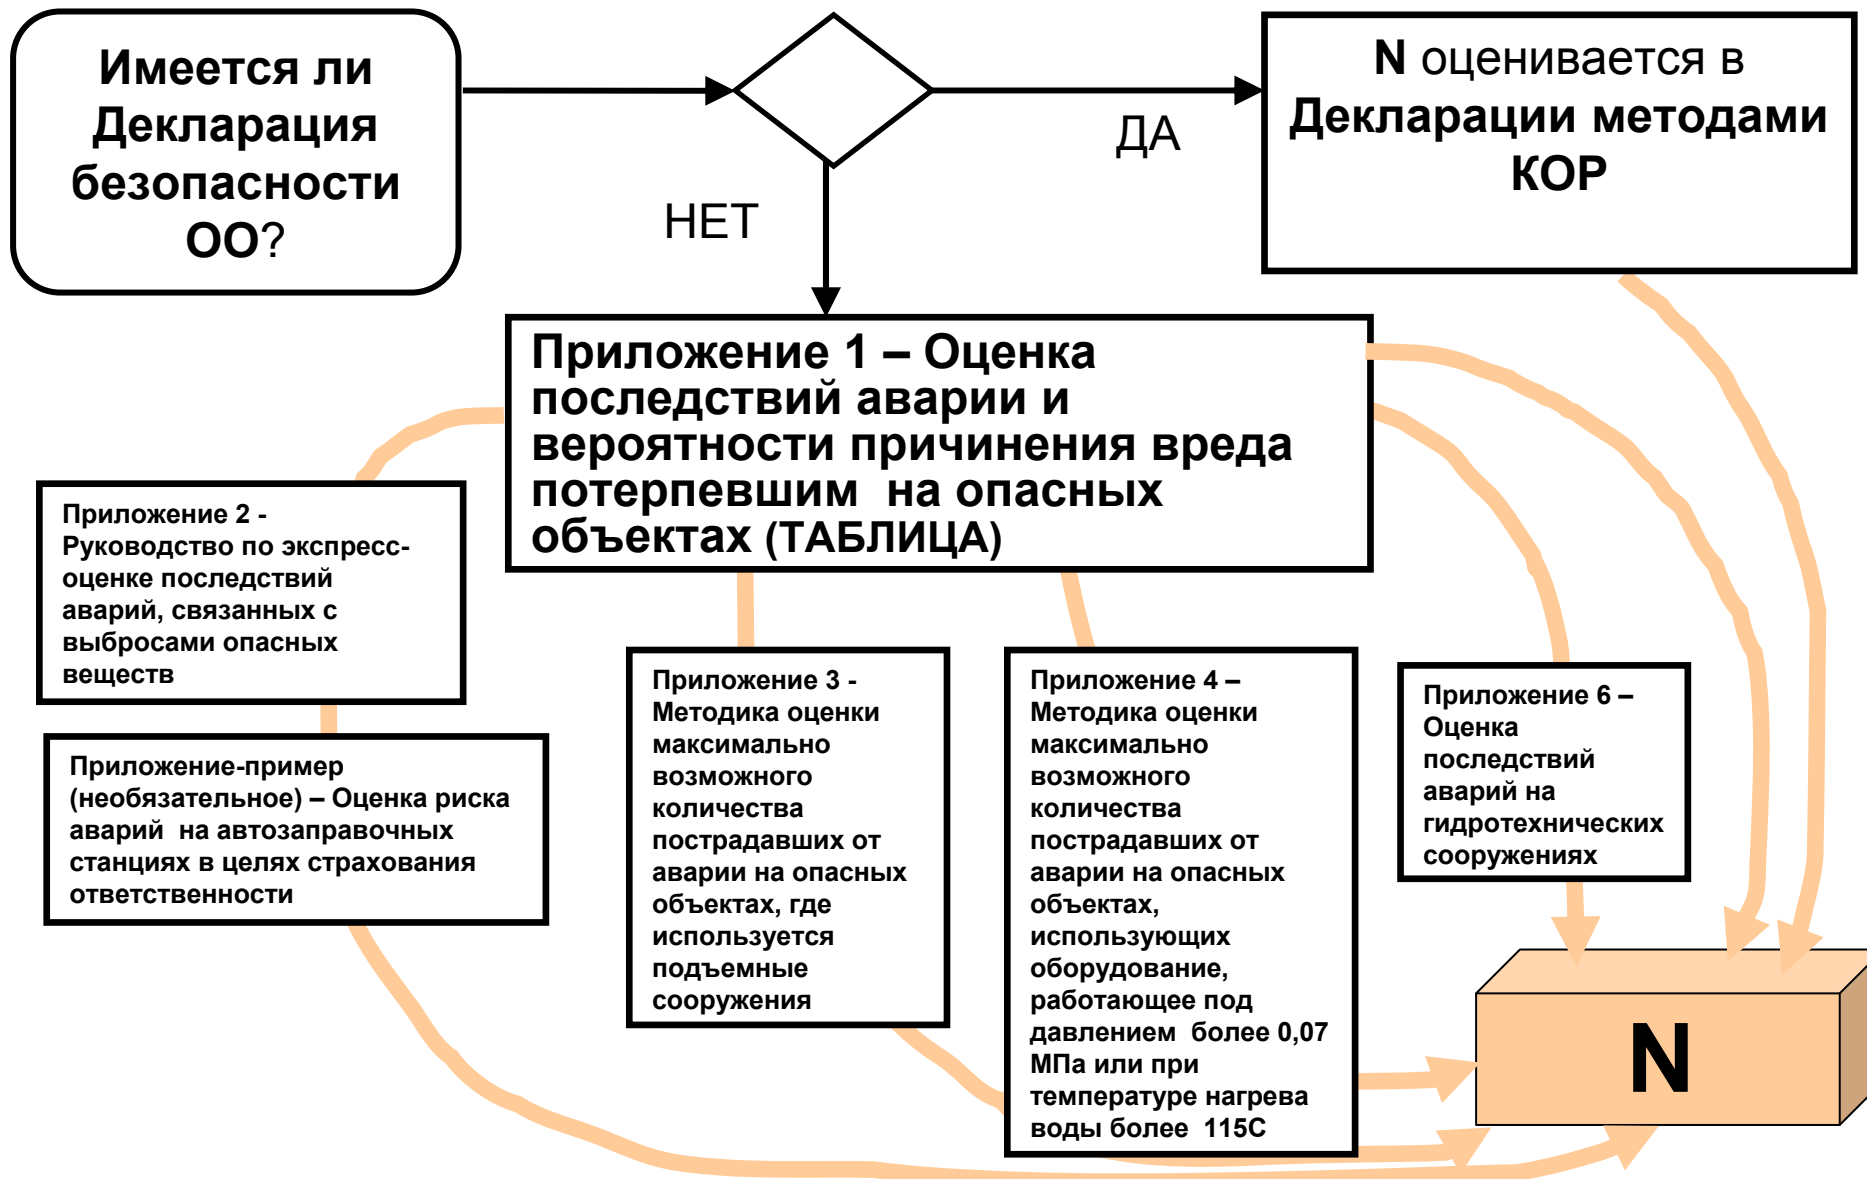 Имеется ли
Декларация
безопасности
ОО?
ДА
НЕТ
N оценивается в
Декларации методами
КОР
Приложение 1 – Оценка
последствий аварии и
вероятности причинения вреда
потерпевшим на опасных
объектах (ТАБЛИЦА)
Приложение 2 -
Руководство по экспресс-
оценке последствий
аварий, связанных с
выбросами опасных
веществ
Приложение-пример
(необязательное) – Оценка риска
аварий на автозаправочных
станциях в целях страхования
ответственности
Приложение 3 -
Методика оценки
максимально
возможного
количества
пострадавших от
аварии на опасных
объектах, где
используется
подъемные
сооружения
Приложение 4 –
Методика оценки
максимально
возможного
количества
пострадавших от
аварии на опасных
объектах,
использующих
оборудование,
работающее под
давлением более 0,07
МПа или при
температуре нагрева
воды более 115С
Приложение 6 –
Оценка
последствий
аварий на
гидротехнических
сооружениях
N